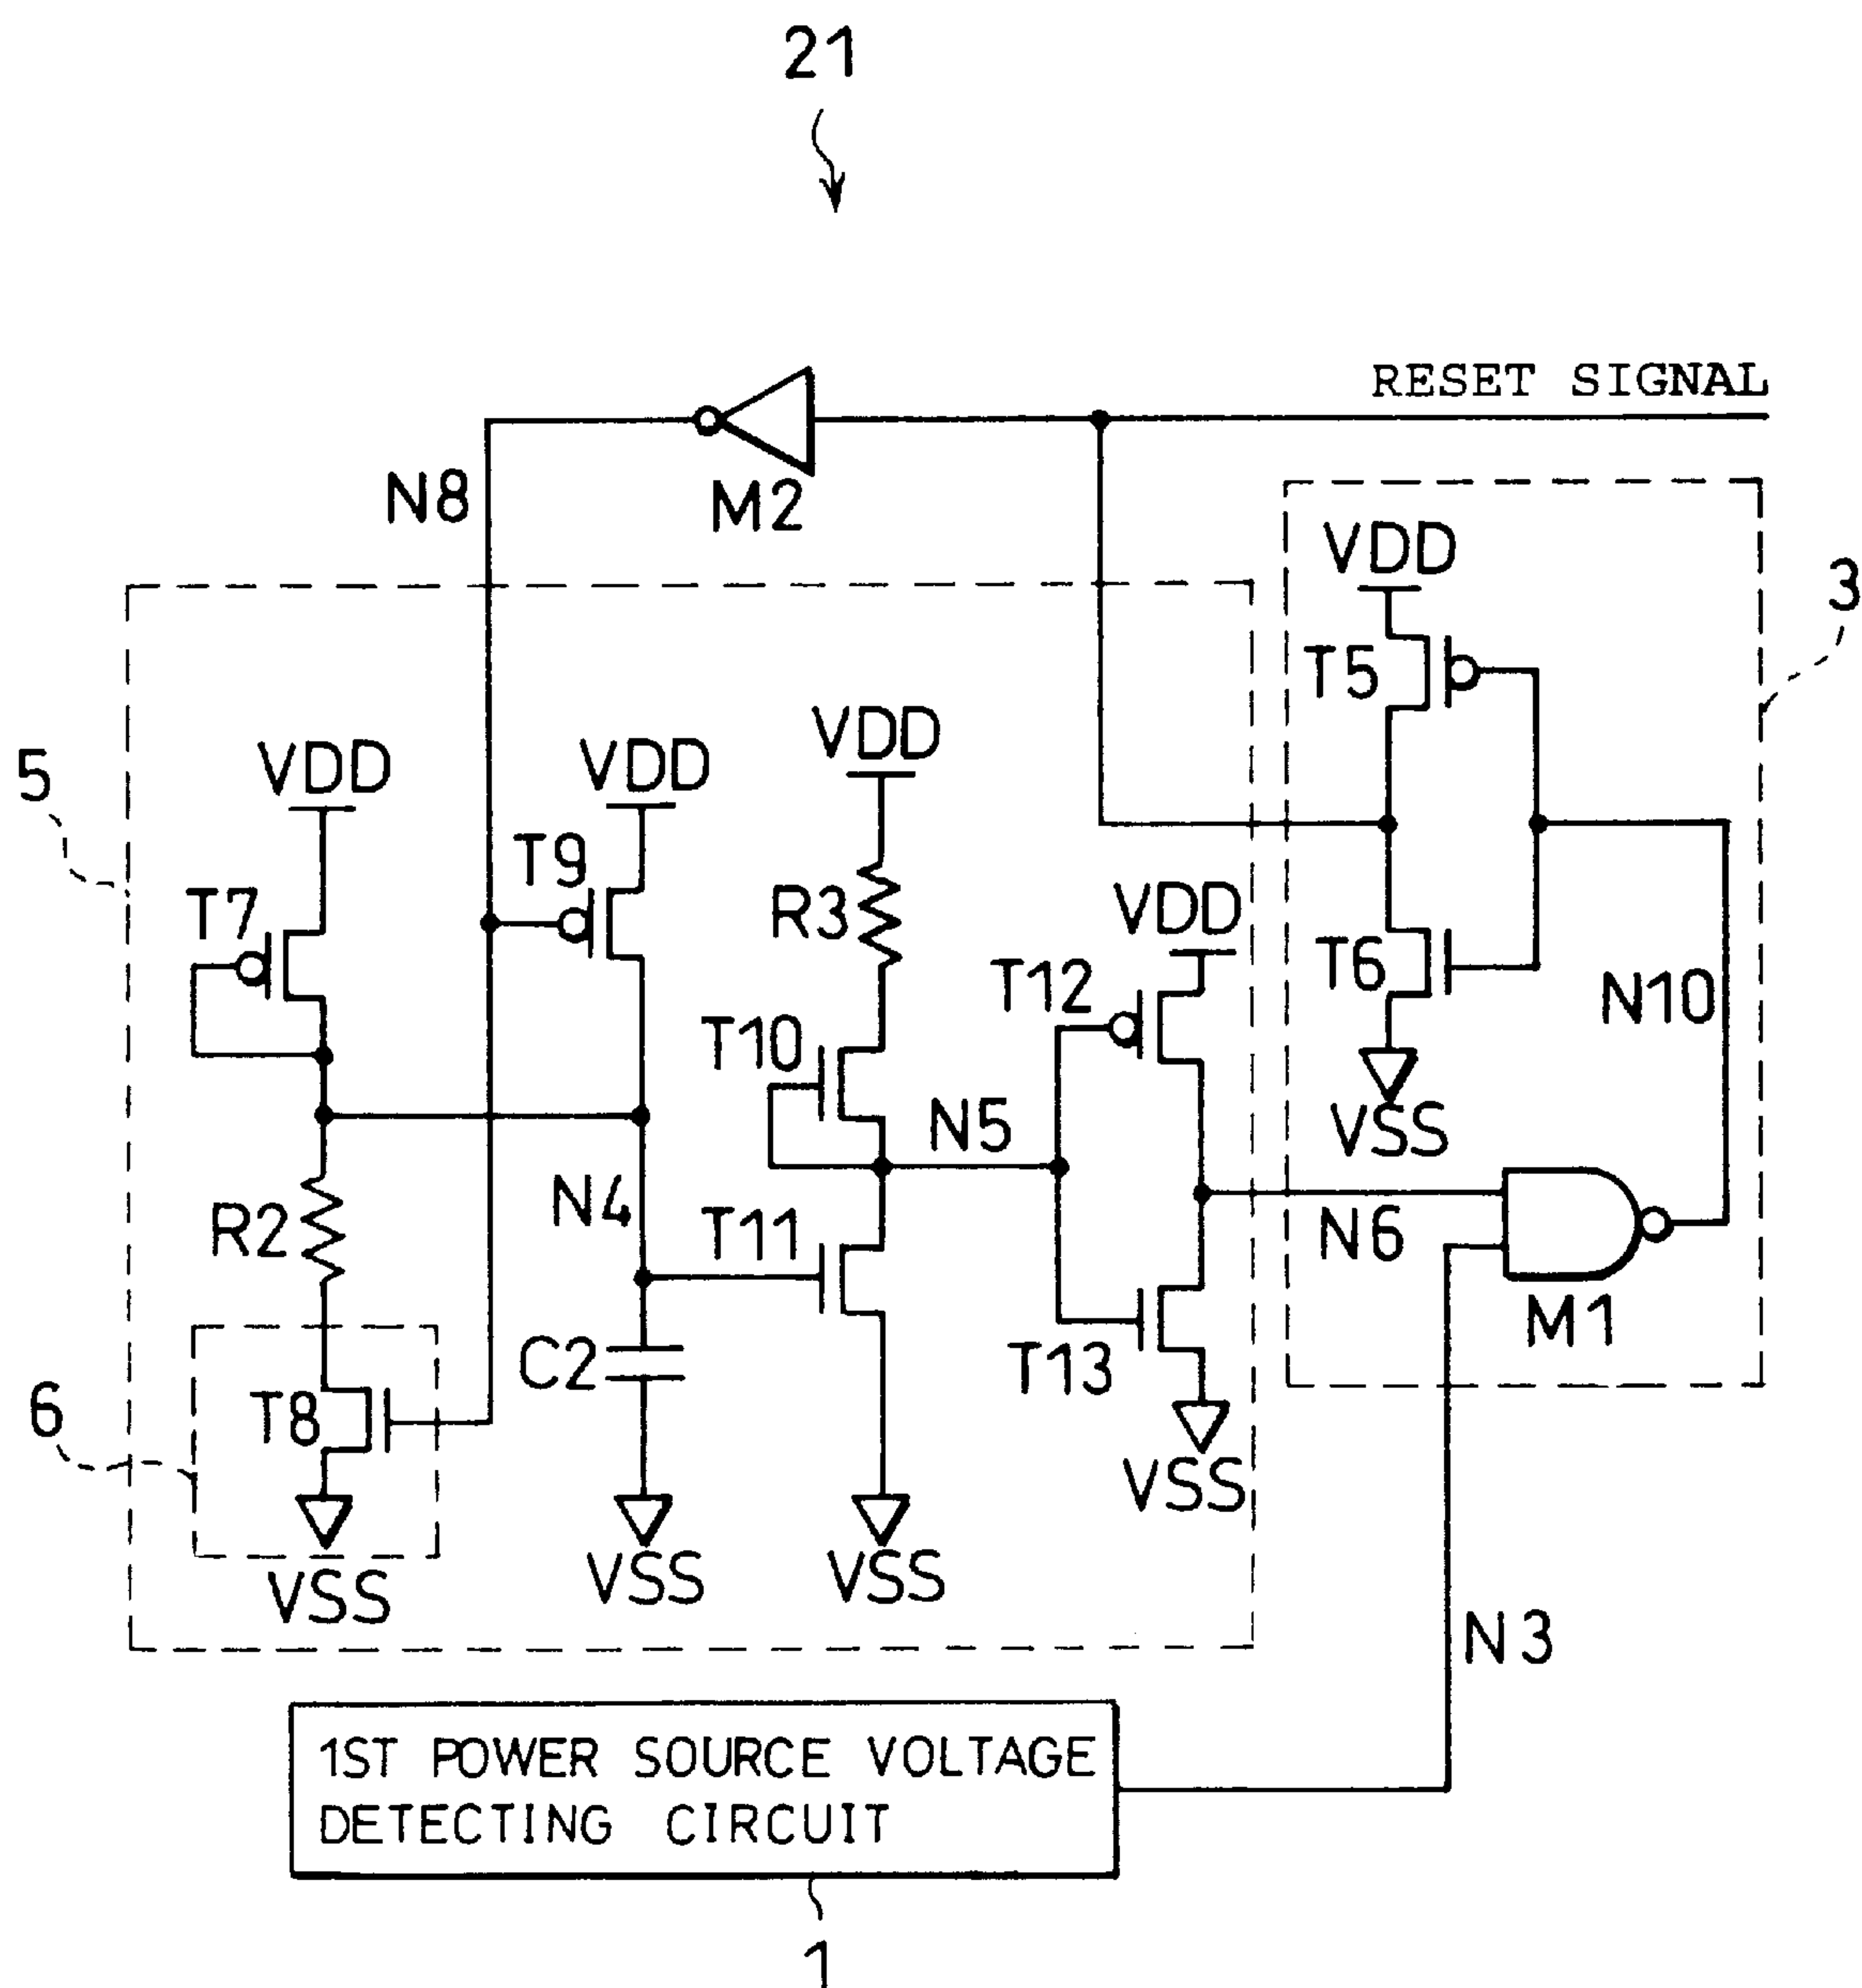 21
RESET SIGNAL
N8
M2
VDD
3
T5
VDD
VDD
VDD
5
T9
T7
R3
VDD
T6
T12
N10
T10
N5
VSS
N4
R2
T11
N6
M1
C2
T13
6
T8
VSS
VSS
VSS
VSS
N3
1ST POWER SOURCE VOLTAGE
DETECTING CIRCUIT
1